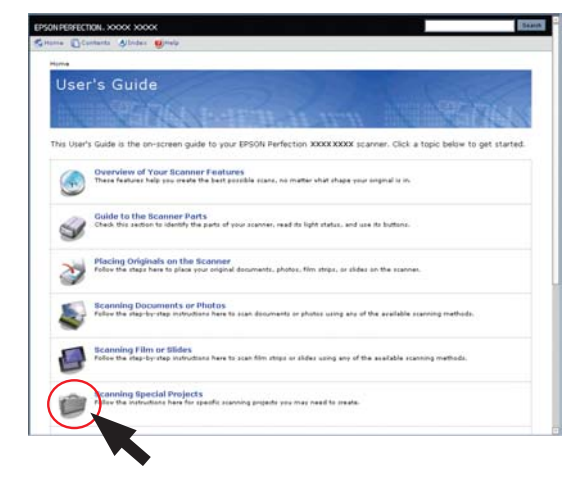 EPSON PERFECTION. XXXX XXXX
Search
Home Contents Index Help
Home
User's Guide
This User's Guide is the on-screen guide to your EPSON Perfection XXXX XXXX scanner. Click a topic below to get started.
Overview of Your Scanner Features
These features help you create the best possible scans, no matter what shape your original is in.
Guide to the Scanner Parts
Check this section to identify the parts of your scanner, read its light status, and use its buttons.
Placing Originals on the Scanner
Follow the steps here to place your original documents, photos, film strips, or slides on the scanner.
Scanning Documents or Photos
Follow the step-by-step instructions here to scan documents or photos using any of the available scanning methods.
Scanning Film or Slides
Follow the step-by-step instructions here to scan film strips or slides using any of the available scanning methods.
Scanning Special Projects
Follow the instructions here for specific scanning projects you may need to create.